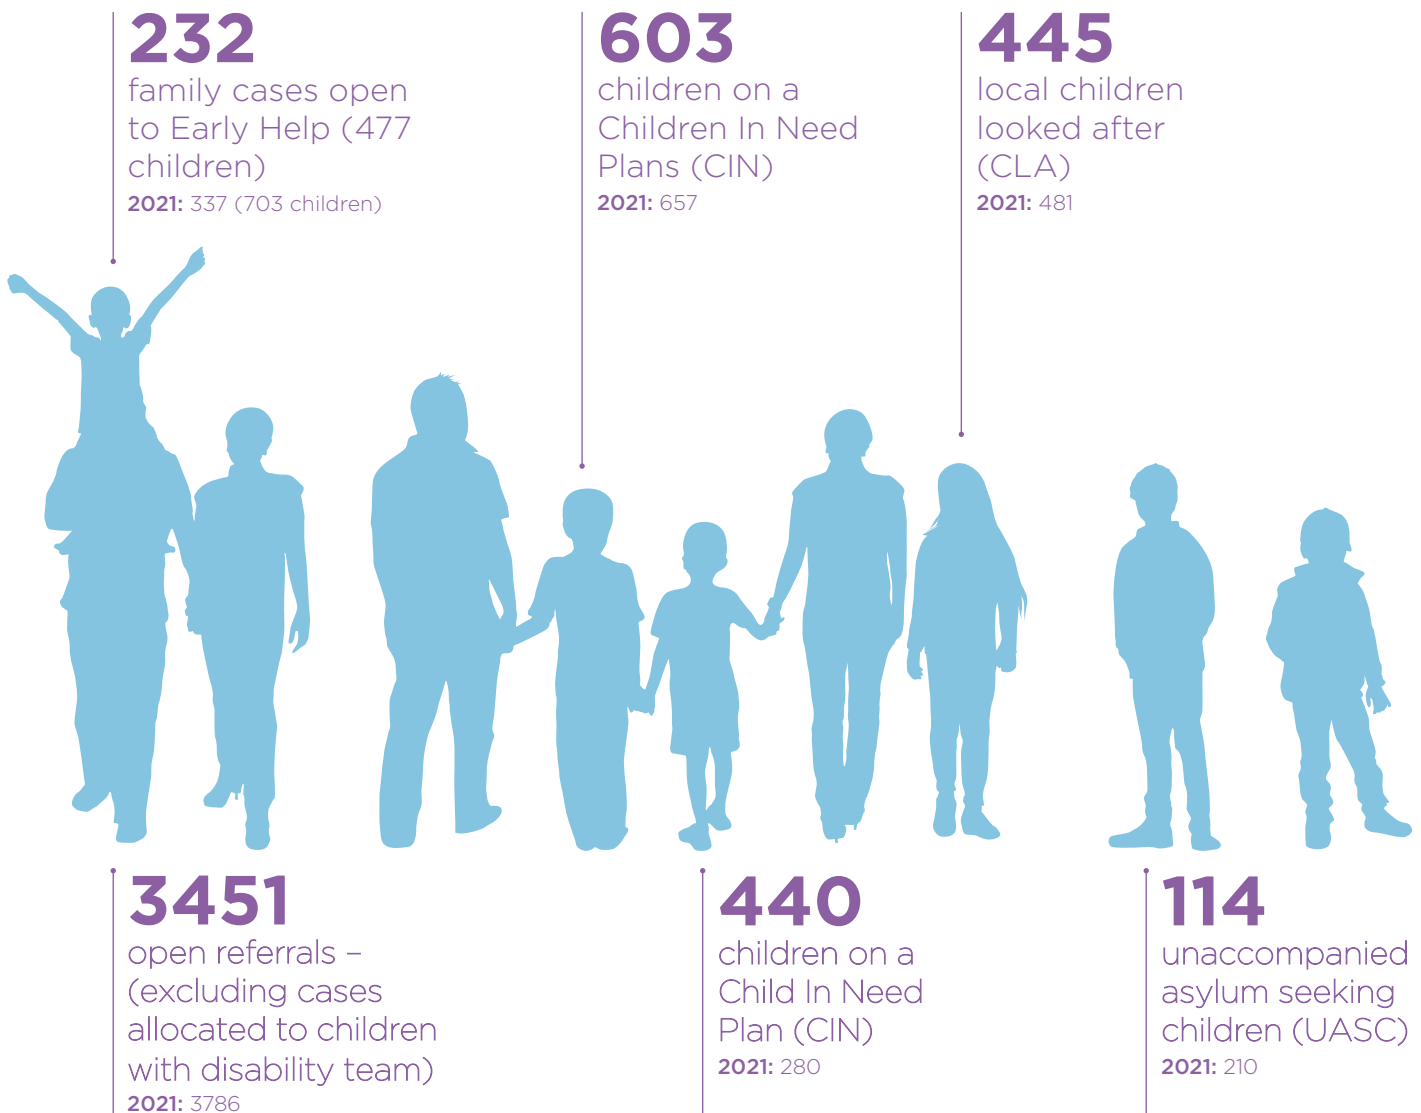 232
family cases open
to Early Help (477
children)
2021: 337 (703 children)
603
children on a
Children In Need
Plans (CIN)
2021: 657
445
local children
looked after
(CLA)
2021: 481
3451
open referrals –
(excluding cases
allocated to children
with disability team)
2021: 3786
440
children on a
Child In Need
Plan (CIN)
2021: 280
114
unaccompanied
asylum seeking
children (UASC)
2021: 210